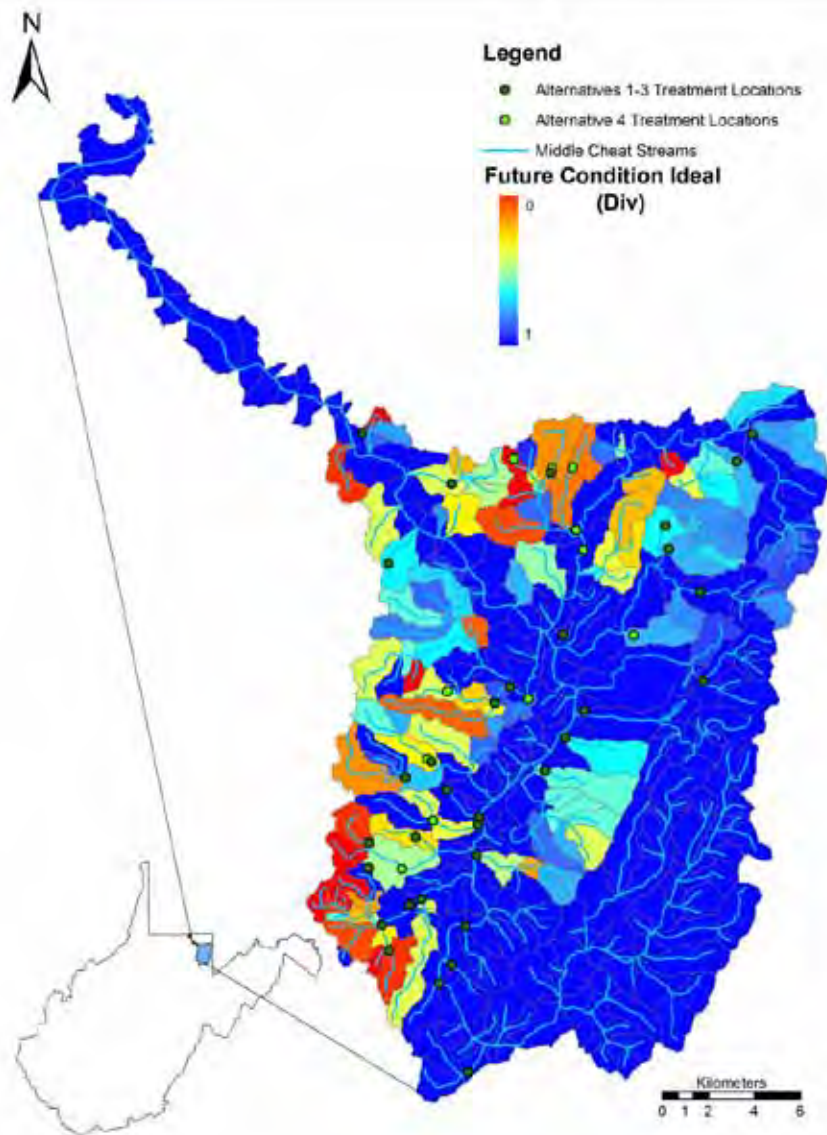 N
Legend
Alternatives 1-3 Treatment Locations
Alternative 4 Treatment Locations
Middle Cheat Streams
Future Condition Ideal
(Div)
0
1
Kilometers
0 1 2 4 6